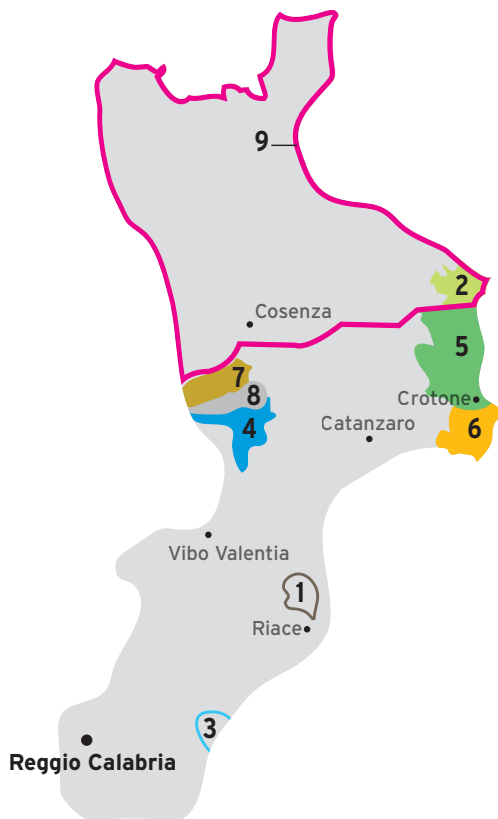 9
2
Cosenza
5
7
8
Crotone
4
Catanzaro
6
Vibo Valentia
1
Riace
3
Reggio Calabria